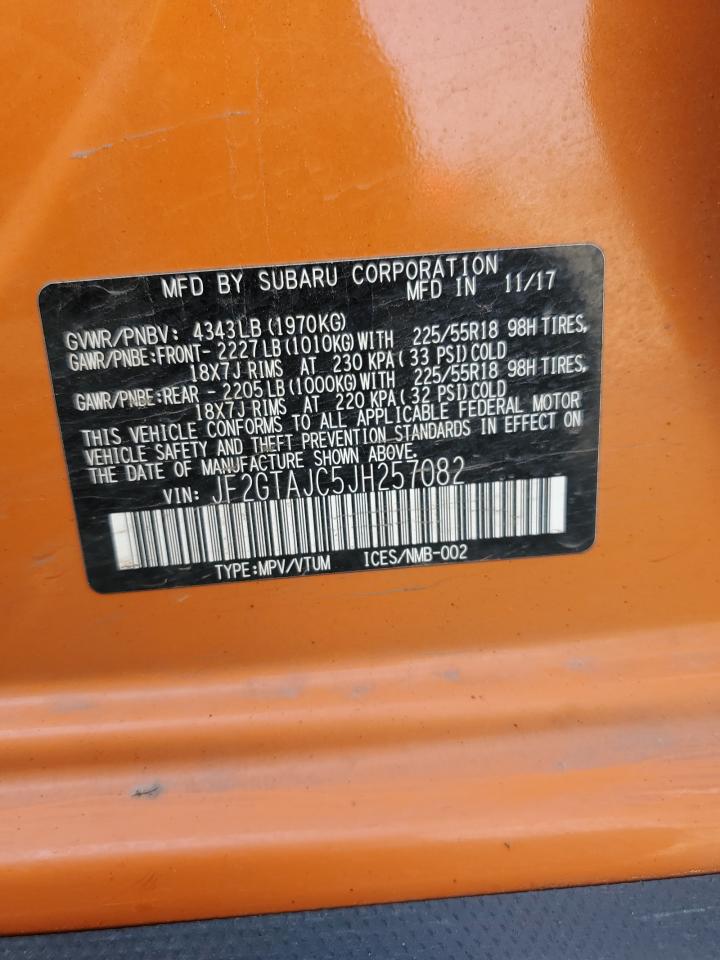 MFD BY SUBARU CORPORATION
MFD IN 11/17
GVWR/PNBV: 4343LB(1970KG)
GAWR/PNBE:FRONT- 2227LB(1010KG)WITH 225/55R18 98H TIRES,
18X7J RIMS AT 230 KPA(33 PSI)COLD
GAWR/PNBE:REAR - 2205LB(1000KG)WITH 225/55R18 98H TIRES,
18X7J RIMS AT 220 KPA(32 PSI)COLD
THIS VEHICLE CONFORMS TO ALL APPLICABLE FEDERAL MOTOR
VEHICLE SAFETY AND THEFT PREVENTION STANDARDS IN EFFECT ON
THE DATE OF MANUFACTURE SHOWN ABOVE.
VIN: JF2GTAJC5JH257082
TYPE:MPV/VTUM ICES/NMB-002